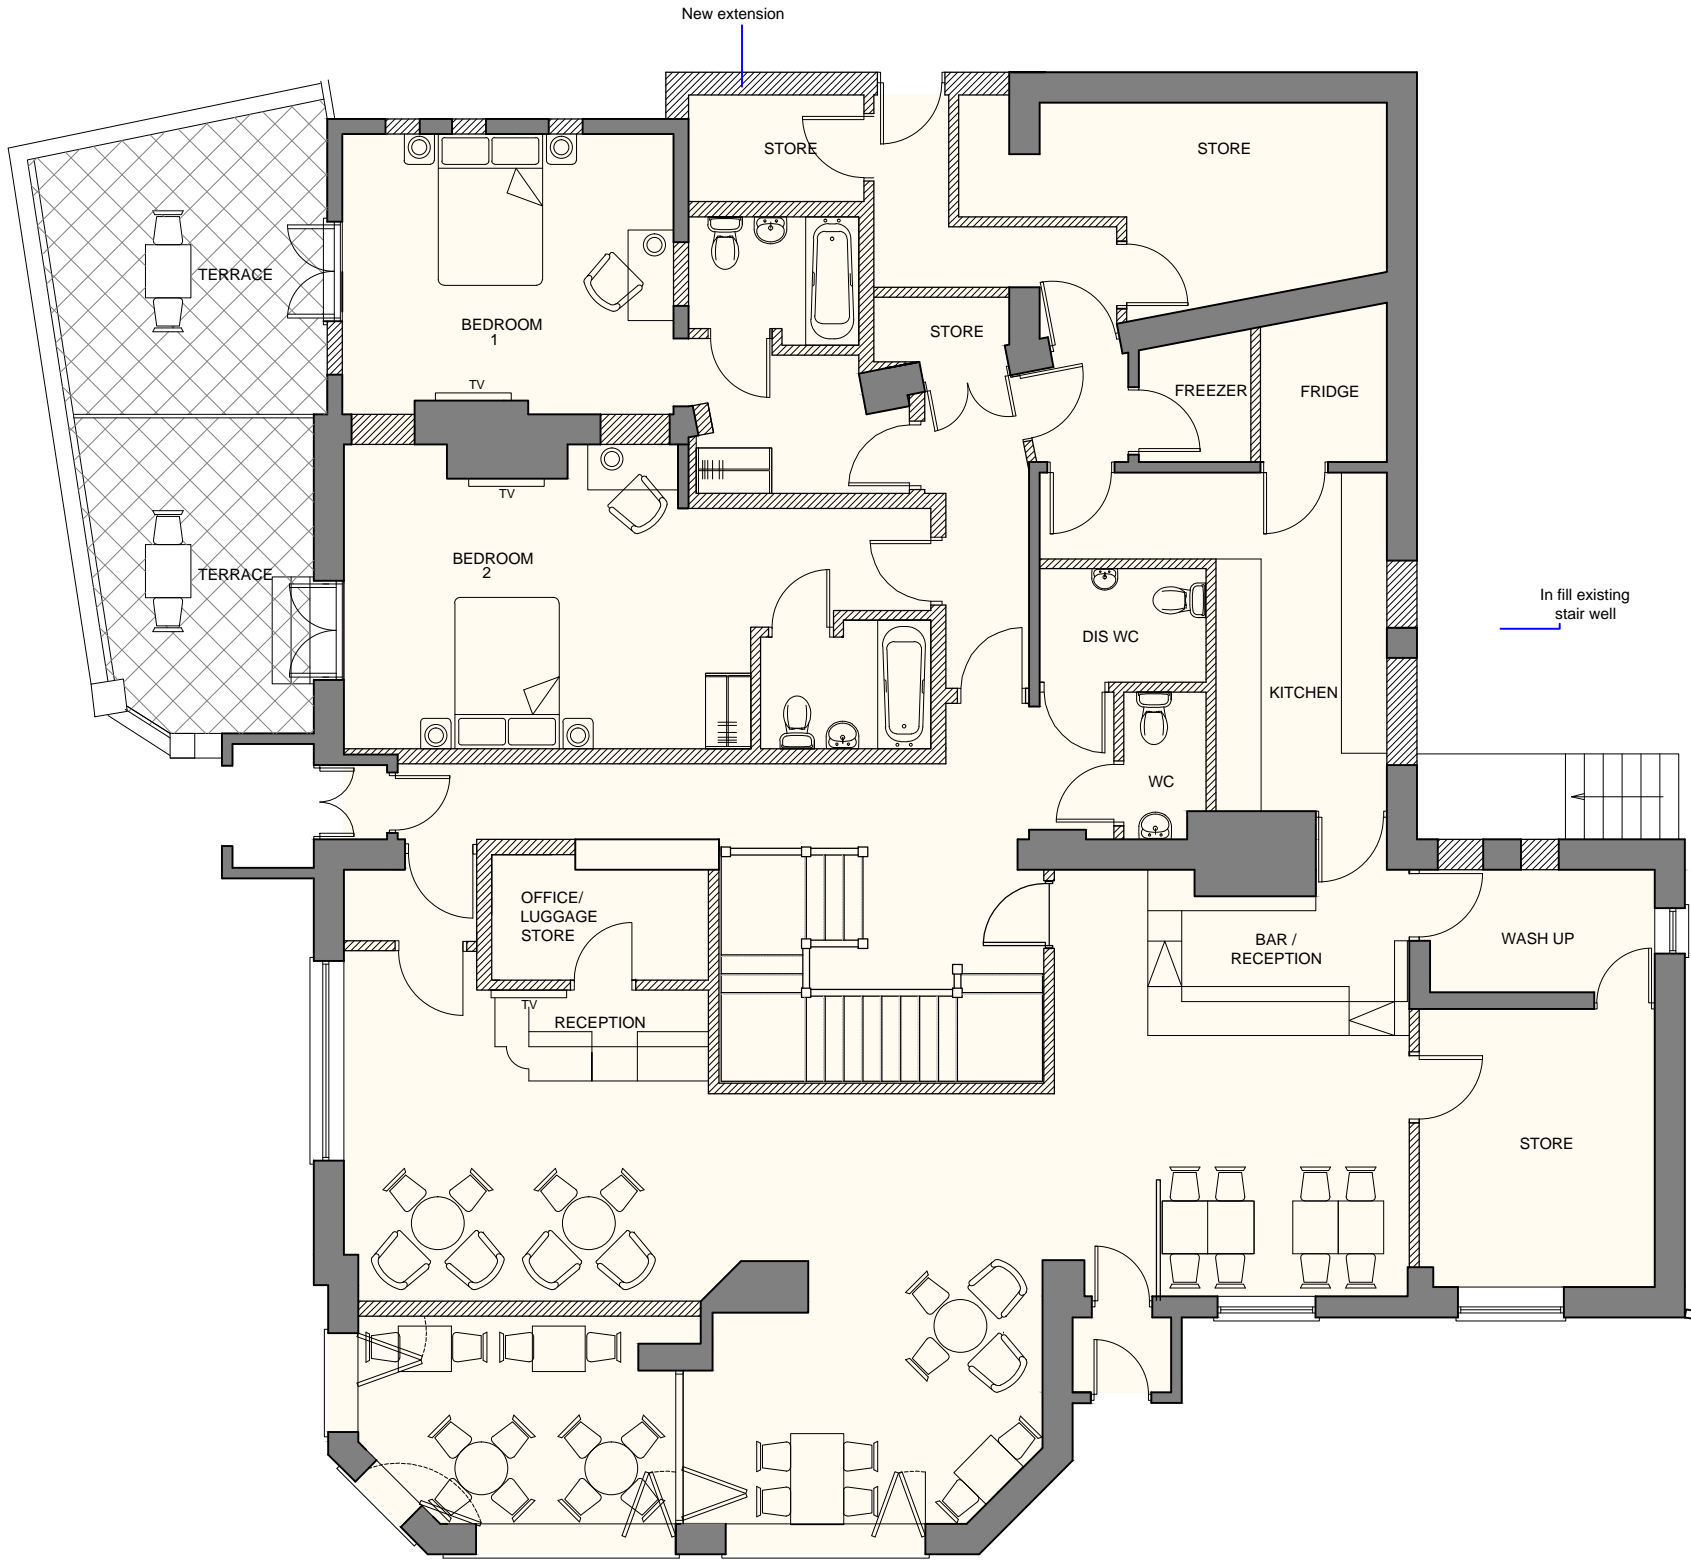 New extension
STORE
STORE
TERRACE
BEDROOM
1
STORE
TV
FREEZER
FRIDGE
TV
BEDROOM
2
TERRACE
In fill existing
stair well
DIS WC
KITCHEN
WC
OFFICE/
LUGGAGE
STORE
BAR /
RECEPTION
WASH UP
TV
RECEPTION
STORE